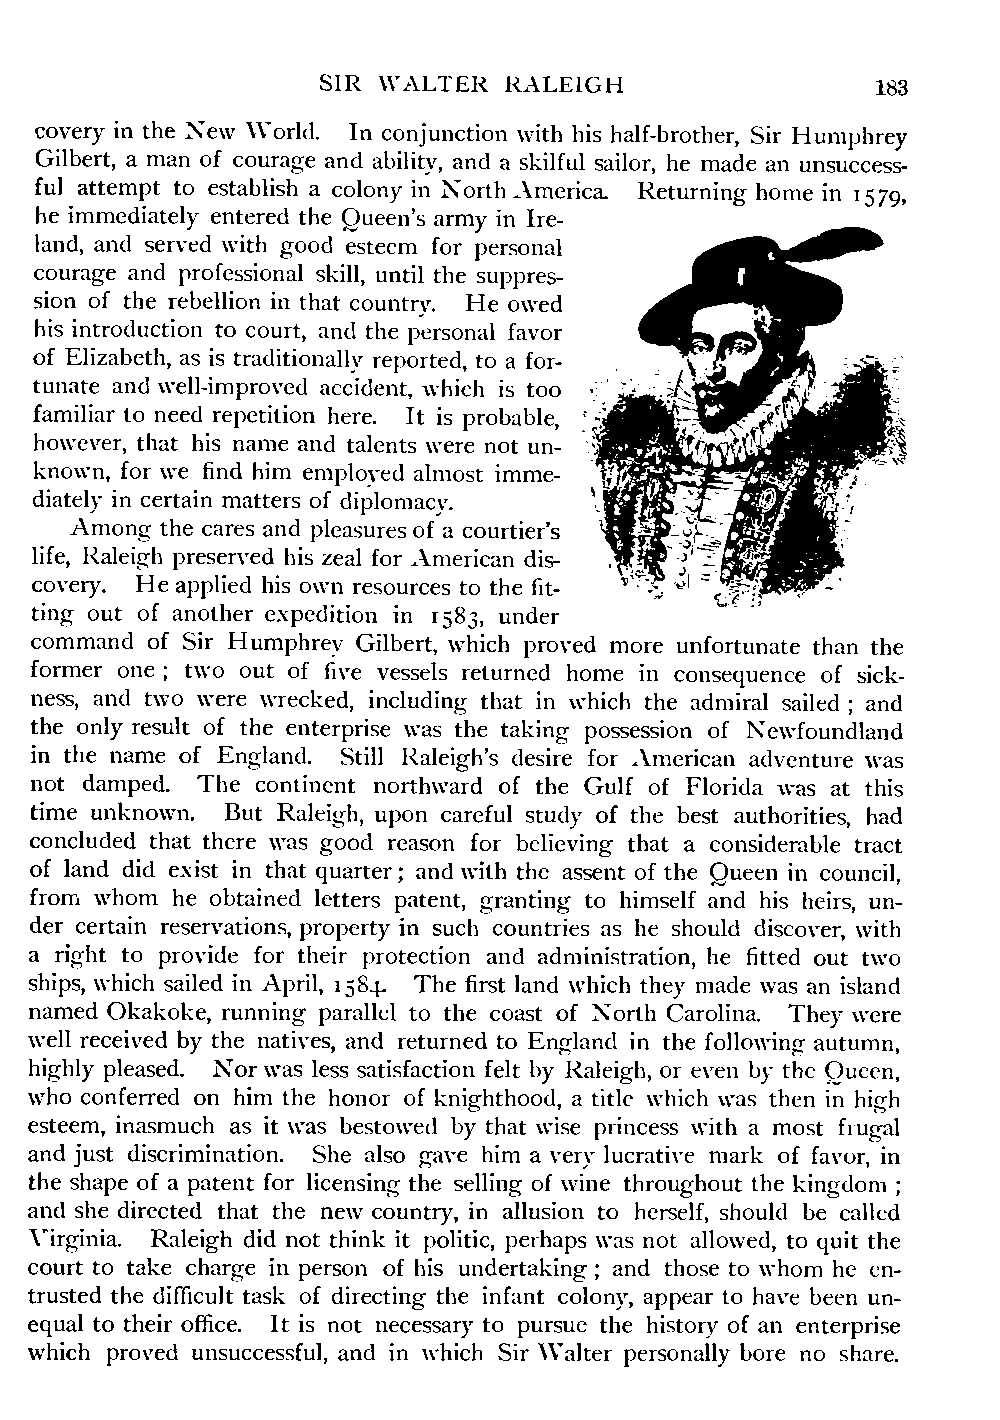 SIR WALTER RALEIGH 183
covery in the New World. In conjunction with his half-brother, Sir Humphrey
Gilbert, a man of courage and ability, and a skilful sailor, he made an unsuccess-
ful attempt to establish a colony in North America. Returning home in 1579,
he immediately entered the Queen's army in Ire-
land, and served with good esteem for personal
courage and professional skill, until the suppres-
sion of the rebellion in that country. He owed
his introduction to court, and the personal favor
of Elizabeth, as is traditionally reported, to a for-
tunate and well-improved accident, which is too
familiar to need repetition here. It is probable,
however, that his name and talents were not un-
known, for we find him employed almost imme-
diately in certain matters of diplomacy.
Among the cares and pleasures of a courtier's
life, Raleigh preserved his zeal for American dis-
covery. He applied his own resources to the fit-
ting out of another expedition in 1583, under
command of Sir Humphrey Gilbert, which proved more unfortunate than the
former one ; two out of five vessels returned home in consequence of sick-
ness, and two were wrecked, including that in which the admiral sailed ; and
the only result of the enterprise was the taking possession of Newfoundland
in the name of England. Still Raleigh's desire for American adventure was
not damped. The continent northward of the Gulf of Florida was at this
time unknown. But Raleigh, upon careful study of the best authorities, had
concluded that there was good reason for believing that a considerable tract
of land did exist in that quarter ; and with the assent of the Queen in council,
from whom he obtained letters patent, granting to himself and his heirs, un-
der certain reservations, property in such countries as he should discover, with
a right to provide for their protection and administration, he fitted out two
ships, which sailed in April, 1584. The first land which they made was an island
named Okakoke, running parallel to the coast of North Carolina. They were
well received by the natives, and returned to England in the following autumn,
highly pleased. Nor was less satisfaction felt by Raleigh, or even by the Queen,
who conferred on him the honor of knighthood, a title which was then in high
esteem, inasmuch as it was bestowed by that wise princess with a most frugal
and just discrimination. She also gave him a very lucrative mark of favor, in
the shape of a patent for licensing the selling of wine throughout the kingdom ;
and she directed that the new country, in allusion to herself, should be called
Virginia. Raleigh did not think it politic, perhaps was not allowed, to quit the
court to take charge in person of his undertaking ; and those to whom he en-
trusted the difficult task of directing the infant colony, appear to have been un-
equal to their office. It is not necessary to pursue the history of an enterprise
which proved unsuccessful, and in which Sir Walter personally bore no share.